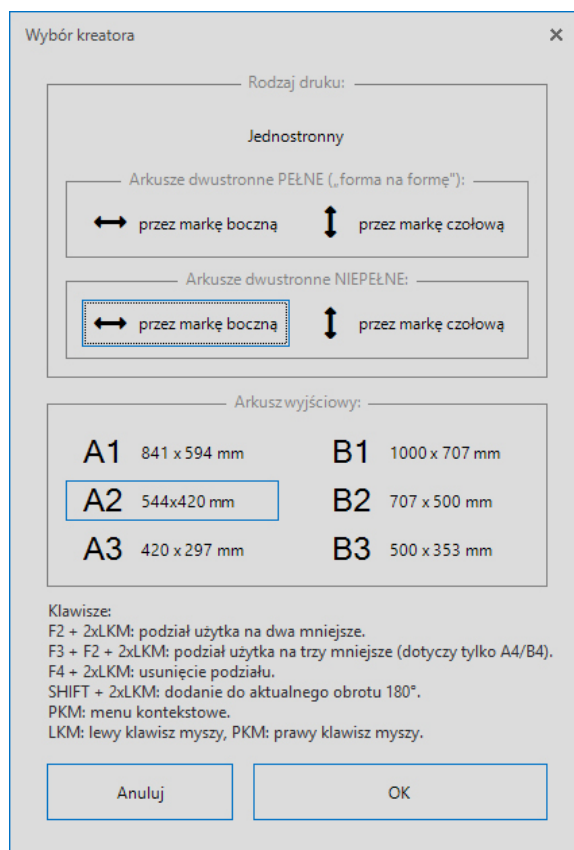 Wybór kreatora
Rodzaj druku:
Jednostronny
Arkusze dwustronne PEŁNE („forma na formę"):
przez markę boczną przez markę czołową
Arkusze dwustronne NIEPEŁNE:
przez markę boczną przez markę czołową
Arkusz wyjściowy:
A1 841 x 594 mm B1 1000 x 707 mm
A2 544x420 mm B2 707 x 500 mm
A3 420 x 297 mm B3 500 x 353 mm
Klawisze:
F2 + 2xLKM: podział użytka na dwa mniejsze.
F3 + F2 + 2xLKM: podział użytka na trzy mniejsze (dotyczy tylko A4/B4).
F4 + 2xLKM: usunięcie podziału.
SHIFT + 2xLKM: dodanie do aktualnego obrotu 180°.
PKM: menu kontekstowe.
LKM: lewy klawisz myszy, PKM: prawy klawisz myszy.
Anuluj OK